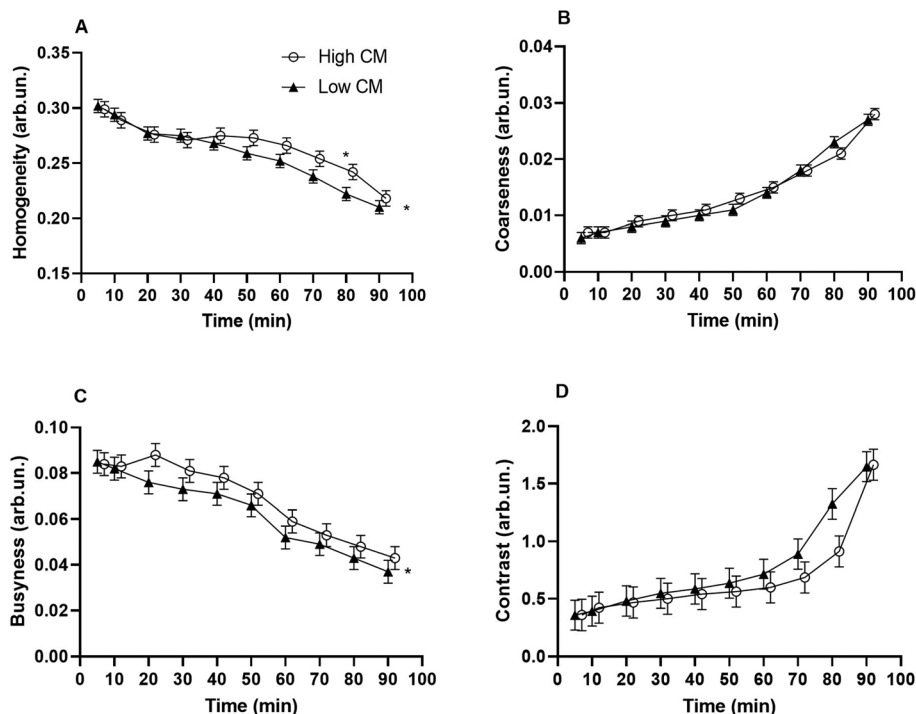 A
Homogeneity (arb.un.)
0.35
0.30
0.25
0.20
0.15
High CM
Low CM
*
*
0 10 20 30 40 50 60 70 80 90 100
Time (min)
B
Coarseness (arb.un.)
0.04
0.03
0.02
0.01
0.00
0 10 20 30 40 50 60 70 80 90 100
Time (min)
C
Busyness (arb.un.)
0.10
0.08
0.06
0.04
0.02
0.00
*
0 10 20 30 40 50 60 70 80 90 100
Time (min)
D
Contrast (arb.un.)
2.0
1.5
1.0
0.5
0.0
0 10 20 30 40 50 60 70 80 90 100
Time (min)